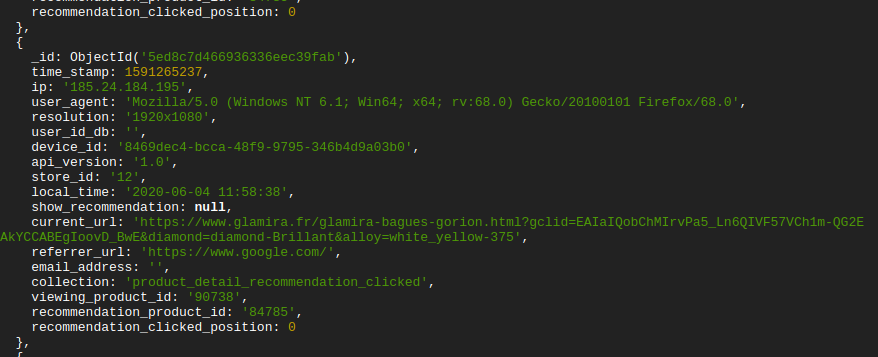 recommendation_clicked_position: 0
},
{
_id: ObjectId('5ed8c7d466936336eec39fab'),
time_stamp: 1591265237,
ip: '185.24.184.195',
user_agent: 'Mozilla/5.0 (Windows NT 6.1; Win64; x64; rv:68.0) Gecko/20100101 Firefox/68.0',
resolution: '1920x1080',
user_id_db: '',
device_id: '8469dec4-bcca-48f9-9795-346b4d9a03b0',
api_version: '1.0',
store_id: '12',
local_time: '2020-06-04 11:58:38',
show_recommendation: null,
current_url: 'https://www.glamira.fr/glamira-bagues-gorion.html?gclid=EAIaIQobChMIrvPa5_Ln6QIVF57VCh1m-QG2E
AkYCCABEgIoovD_BwE&diamond=diamond-Brillant&alloy=white_yellow-375',
referrer_url: 'https://www.google.com/',
email_address: '',
collection: 'product_detail_recommendation_clicked',
viewing_product_id: '90738',
recommendation_product_id: '84785',
recommendation_clicked_position: 0
},